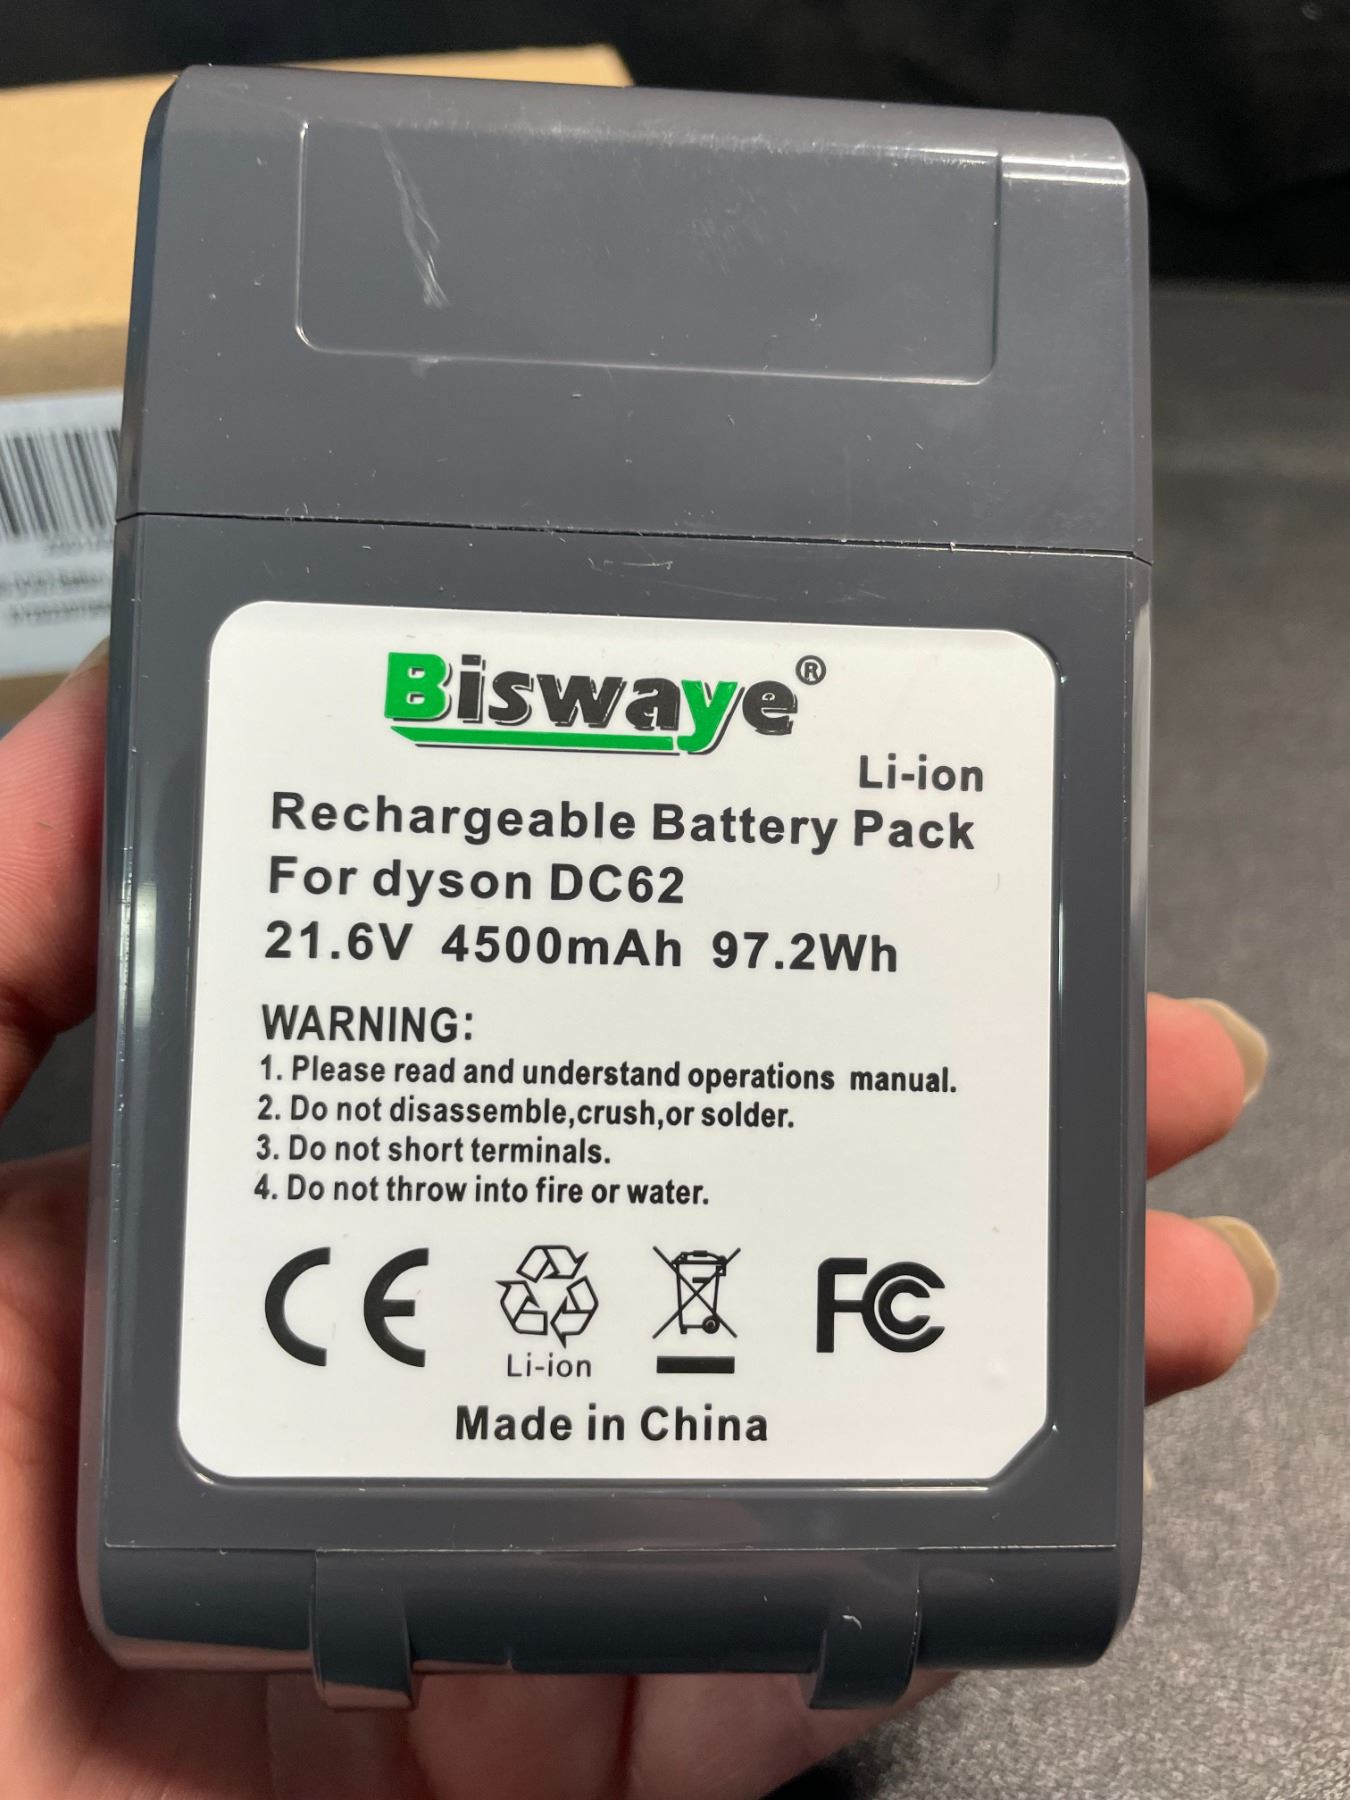 Biswaye®
Li-ion
Rechargeable Battery Pack
For dyson DC62
21.6V 4500mAh 97.2Wh
WARNING:
1. Please read and understand operations manual.
2. Do not disassemble,crush,or solder.
3. Do not short terminals.
4. Do not throw into fire or water.
CE
Li-ion
FC
Made in China